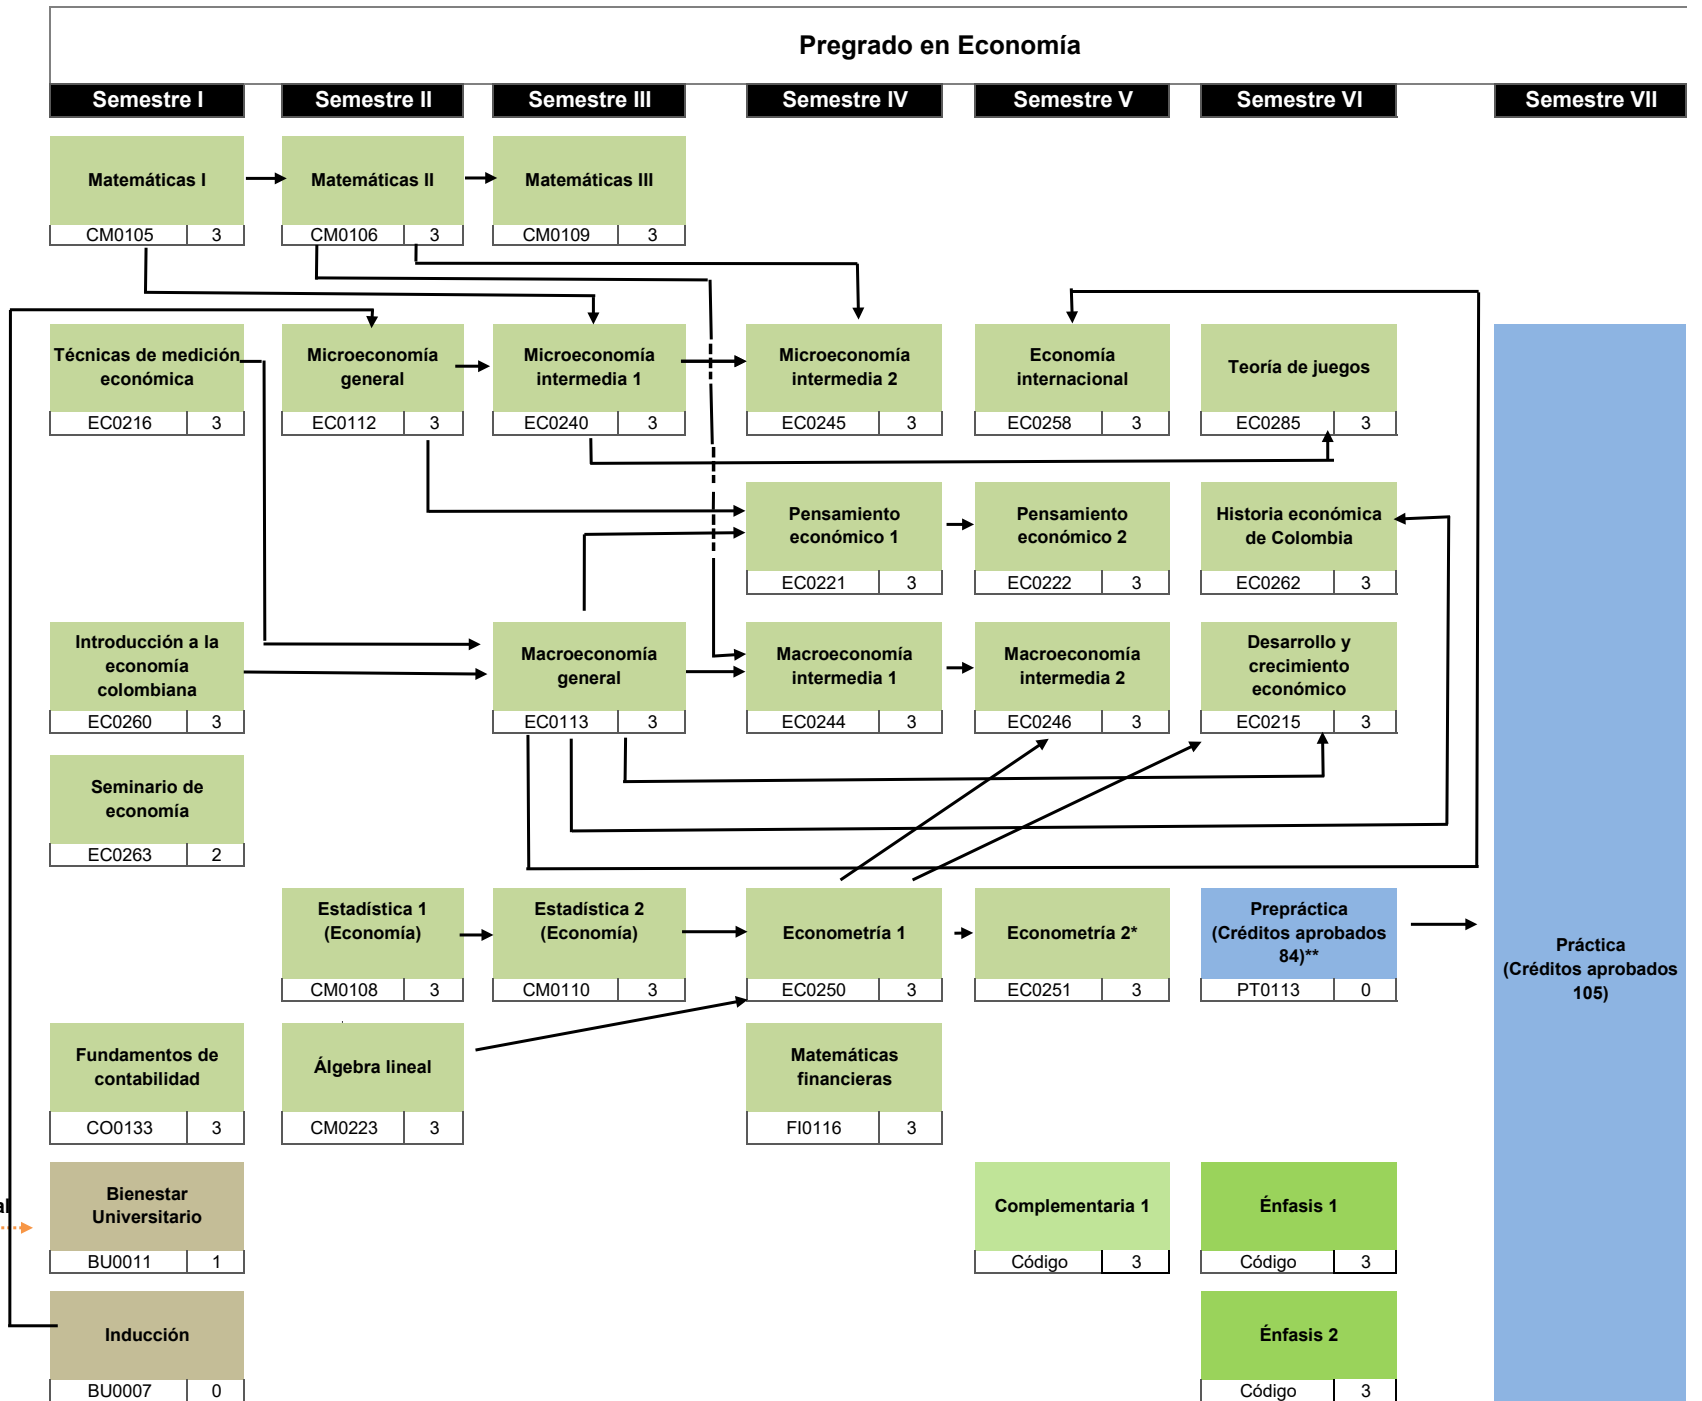 Pregrado en Economía
Semestre I
Semestre II
Semestre III
Semestre IV
Semestre V
Semestre VI
Semestre VII
Matemáticas I
Matemáticas II
Matemáticas III
CM0105 3
CM0106 3
CM0109 3
Técnicas de medición
económica
Microeconomía
general
Microeconomía
intermedia 1
Microeconomía
intermedia 2
Economía
internacional
Teoría de juegos
EC0216 3
EC0112 3
EC0240 3
EC0245 3
EC0258 3
EC0285 3
Pensamiento
económico 1
Pensamiento
económico 2
Historia económica
de Colombia
EC0221 3
EC0222 3
EC0262 3
Introducción a la
economía
colombiana
Macroeconomía
general
Macroeconomía
intermedia 1
Macroeconomía
intermedia 2
Desarrollo y
crecimiento
económico
EC0260 3
EC0113 3
EC0244 3
EC0246 3
EC0215 3
Seminario de
economía
EC0263 2
Estadística 1
(Economía)
Estadística 2
(Economía)
Econometría 1
Econometría 2*
Prepráctica
(Créditos aprobados
84)**
Práctica
(Créditos aprobados
105)
CM0108 3
CM0110 3
EC0250 3
EC0251 3
PT0113 0
Fundamentos de
contabilidad
Álgebra lineal
Matemáticas
financieras
CO0133 3
CM0223 3
FI0116 3
Bienestar
Universitario
Complementaria 1
Énfasis 1
BU0011 1
Código 3
Código 3
Inducción
Énfasis 2
BU0007 0
Código 3